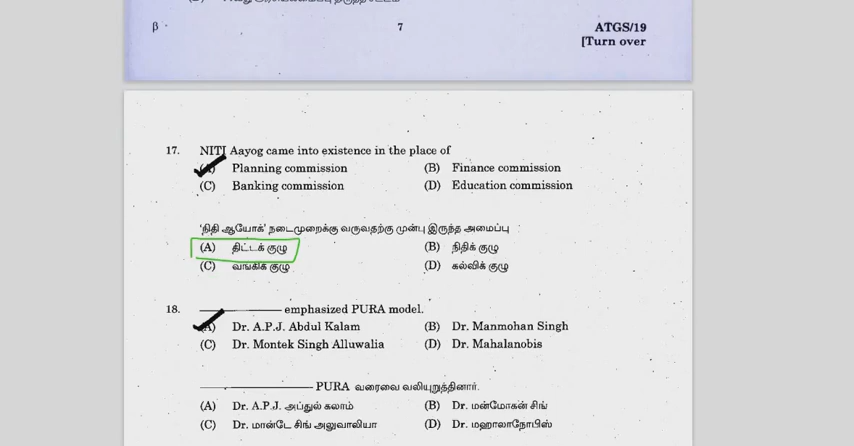 β
7
ATGS/19
[Turn over
17. NITI Aayog came into existence in the place of
(A) Planning commission (B) Finance commission
(C) Banking commission (D) Education commission
'நிதி ஆயோக்' நடைமுறைக்கு வருவதற்கு முன்பு இருந்த அமைப்பு
(A) திட்டக் குழு (B) நிதிக் குழு
(C) வங்கிக் குழு (D) கல்விக் குழு
18. ________ emphasized PURA model.
(A) Dr. A.P.J. Abdul Kalam (B) Dr. Manmohan Singh
(C) Dr. Montek Singh Alluwalia (D) Dr. Mahalanobis
________ PURA வரைவை வலியுறுத்தினார்.
(A) Dr. A.P.J. அப்துல் கலாம் (B) Dr. மன்மோகன் சிங்
(C) Dr. மான்டே சிங் அலுவாலியா (D) Dr. மஹாலாநோபிஸ்